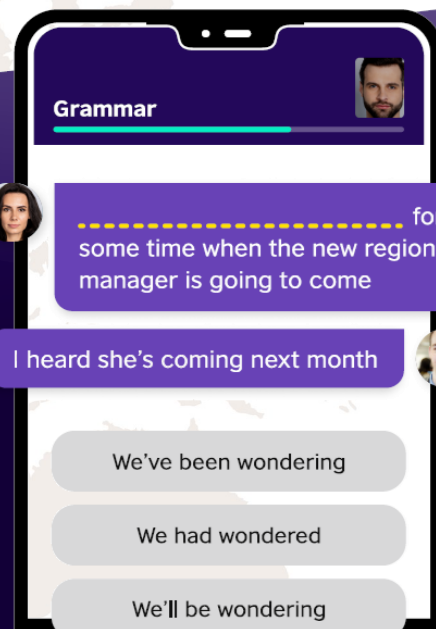 Grammar
fo
some time when the new region
manager is going to come
I heard she's coming next month
We've been wondering
We had wondered
We'll be wondering